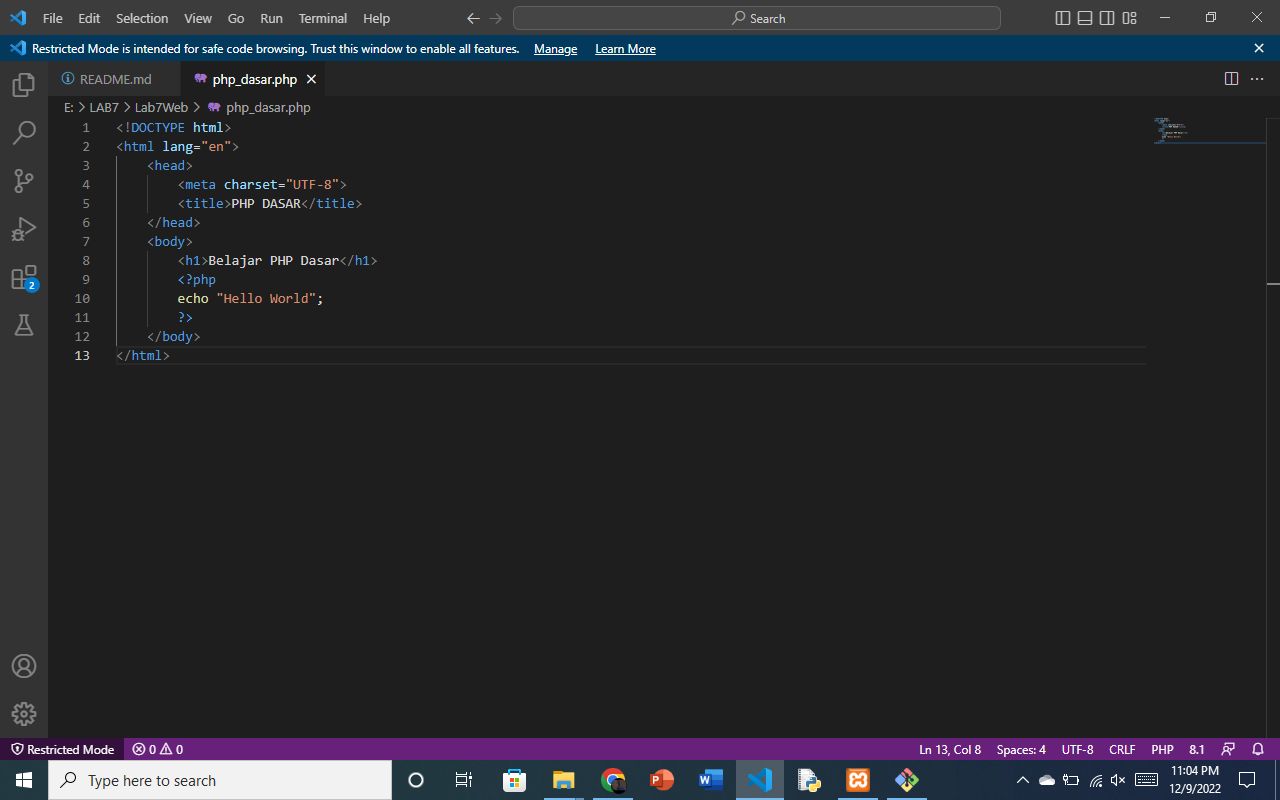 File Edit Selection View Go Run Terminal Help Search
Restricted Mode is intended for safe code browsing. Trust this window to enable all features. Manage Learn More
README.md php_dasar.php
E: > LAB7 > Lab7Web > php_dasar.php
1 <!DOCTYPE html>
2 <html lang="en">
3 <head>
4 <meta charset="UTF-8">
5 <title>PHP DASAR</title>
6 </head>
7 <body>
8 <h1>Belajar PHP Dasar</h1>
9 <?php
10 echo "Hello World";
11 ?>
12 </body>
13 </html>
2
Restricted Mode 0 0 Ln 13, Col 8 Spaces: 4 UTF-8 CRLF PHP 8.1
Type here to search
11:04 PM
12/9/2022